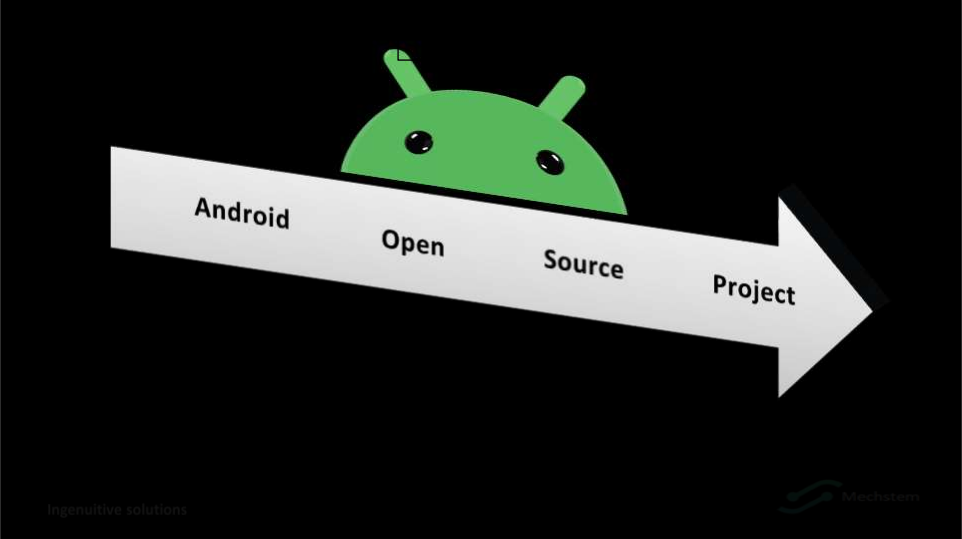 Android Open Source Project
Ingenuitive solutions
Mechstem